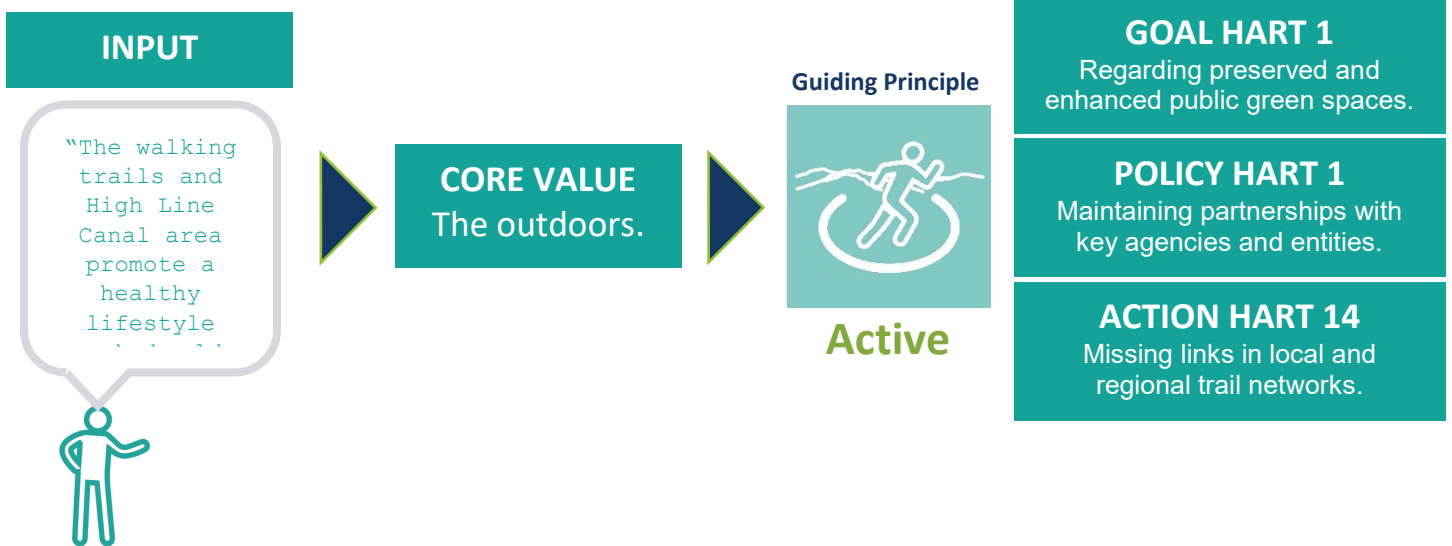 INPUT
“The walking
trails and
High Line
Canal area
promote a
healthy
lifestyle
CORE VALUE
The outdoors.
Guiding Principle
Active
GOAL HART 1
Regarding preserved and
enhanced public green spaces.
POLICY HART 1
Maintaining partnerships with
key agencies and entities.
ACTION HART 14
Missing links in local and
regional trail networks.